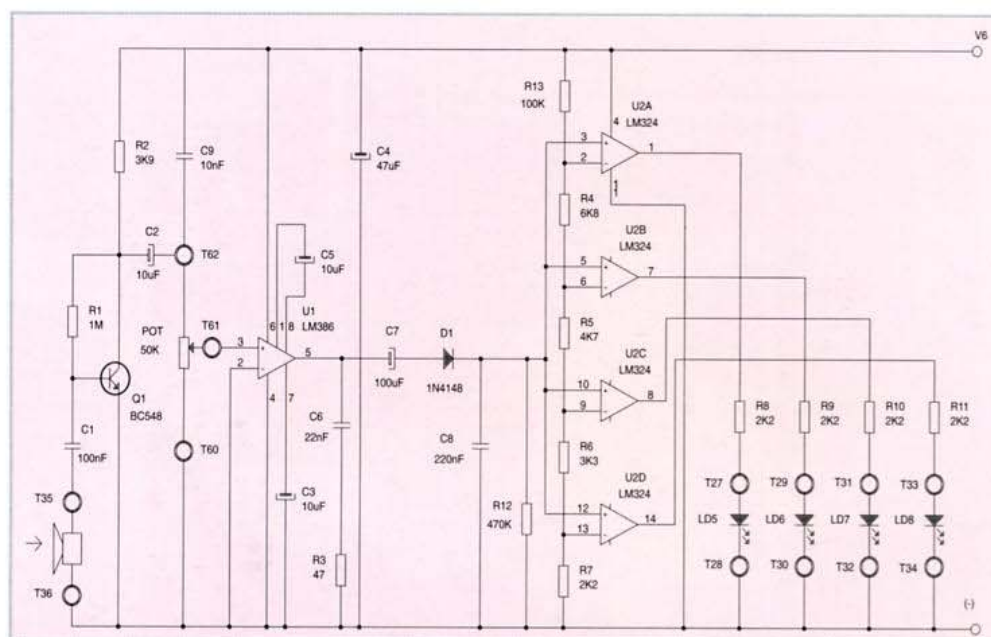 V6
R13
100K
U2A
LM324
4
3
2
1
1
1
R2
3K9
C9
10nF
C4
47uF
R4
6K8
U2B
LM324
5
6
7
C2
10uF
T62
C5
10uF
R1
1M
POT
50K
T61
6
1
8
U1
LM386
3
2
5
4
7
C7
100uF
D1
1N4148
R5
4K7
U2C
LM324
10
9
8
Q1
BC548
C1
100nF
T60
C6
22nF
C8
220nF
R6
3K3
R8
2K2
R9
2K2
R10
2K2
R11
2K2
T35
C3
10uF
R12
470K
U2D
LM324
12
13
14
T27
T29
T31
T33
LD5
LD6
LD7
LD8
R3
47
R7
2K2
T28
T30
T32
T34
T36
(-)